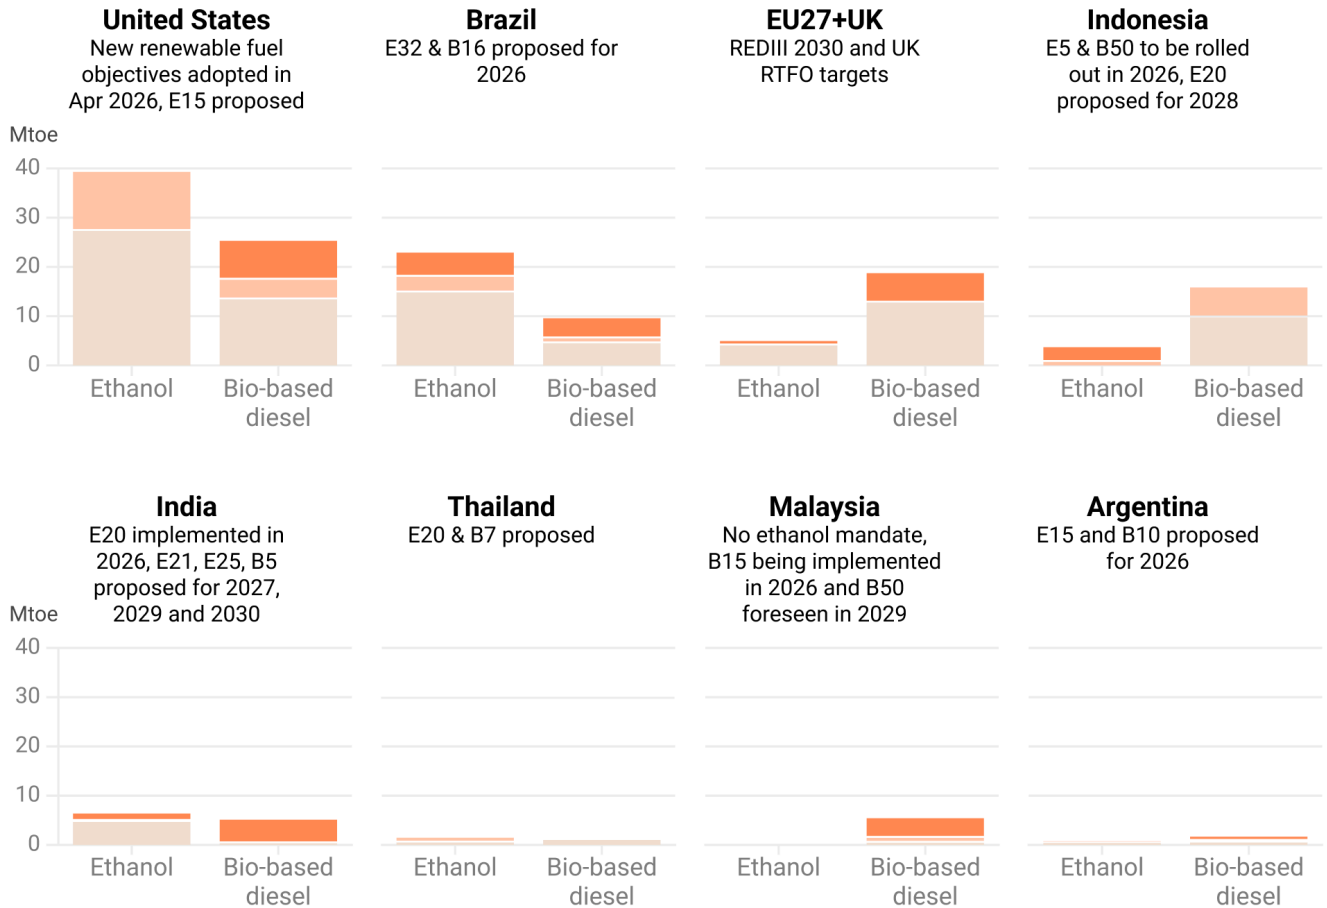 United States
New renewable fuel
objectives adopted in
Apr 2026, E15 proposed
Brazil
E32 & B16 proposed for
2026
EU27+UK
REDIII 2030 and UK
RTFO targets
Indonesia
E5 & B50 to be rolled
out in 2026, E20
proposed for 2028
Mtoe
40
30
20
10
0
Ethanol
Bio-based
diesel
Ethanol
Bio-based
diesel
Ethanol
Bio-based
diesel
Ethanol
Bio-based
diesel
India
E20 implemented in
2026, E21, E25, B5
proposed for 2027,
2029 and 2030
Thailand
E20 & B7 proposed
Malaysia
No ethanol mandate,
B15 being implemented
in 2026 and B50
foreseen in 2029
Argentina
E15 and B10 proposed
for 2026
Mtoe
40
30
20
10
0
Ethanol
Bio-based
diesel
Ethanol
Bio-based
diesel
Ethanol
Bio-based
diesel
Ethanol
Bio-based
diesel